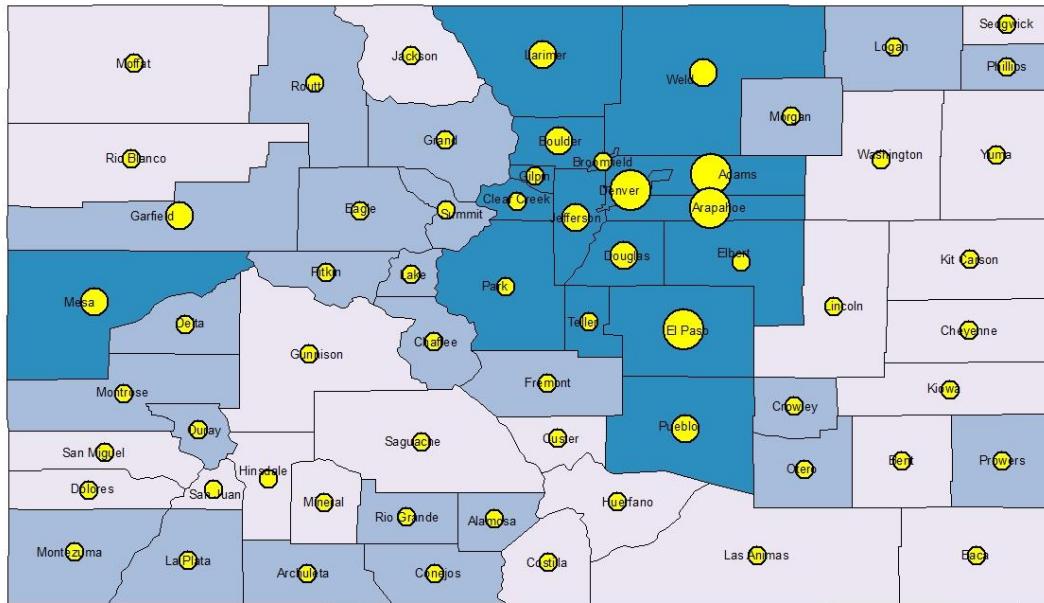 Sedgwick
Logan
Jackson
Larimer
Moffat
Phillips
Weld
Routt
Morgan
Grand
Boulder
Yuma
Rio Blanco
Broomfield
Washington
Gilpin
Adams
Denver
Clear Creek
Arapahoe
Eagle
Summit
Garfield
Jefferson
Elbert
Douglas
Kit Carson
Pitkin
Lake
Park
Mesa
Lincoln
Delta
Teller
El Paso
Cheyenne
Chaffee
Gunnison
Fremont
Kiowa
Montrose
Crowley
Pueblo
Ouray
Custer
Saguache
San Miguel
Bent
Prowers
Otero
Hinsdale
Dolores
San Juan
Mineral
Huerfano
Rio Grande
Alamosa
Montezuma
Las Animas
Baca
La Plata
Costilla
Archuleta
Conejos